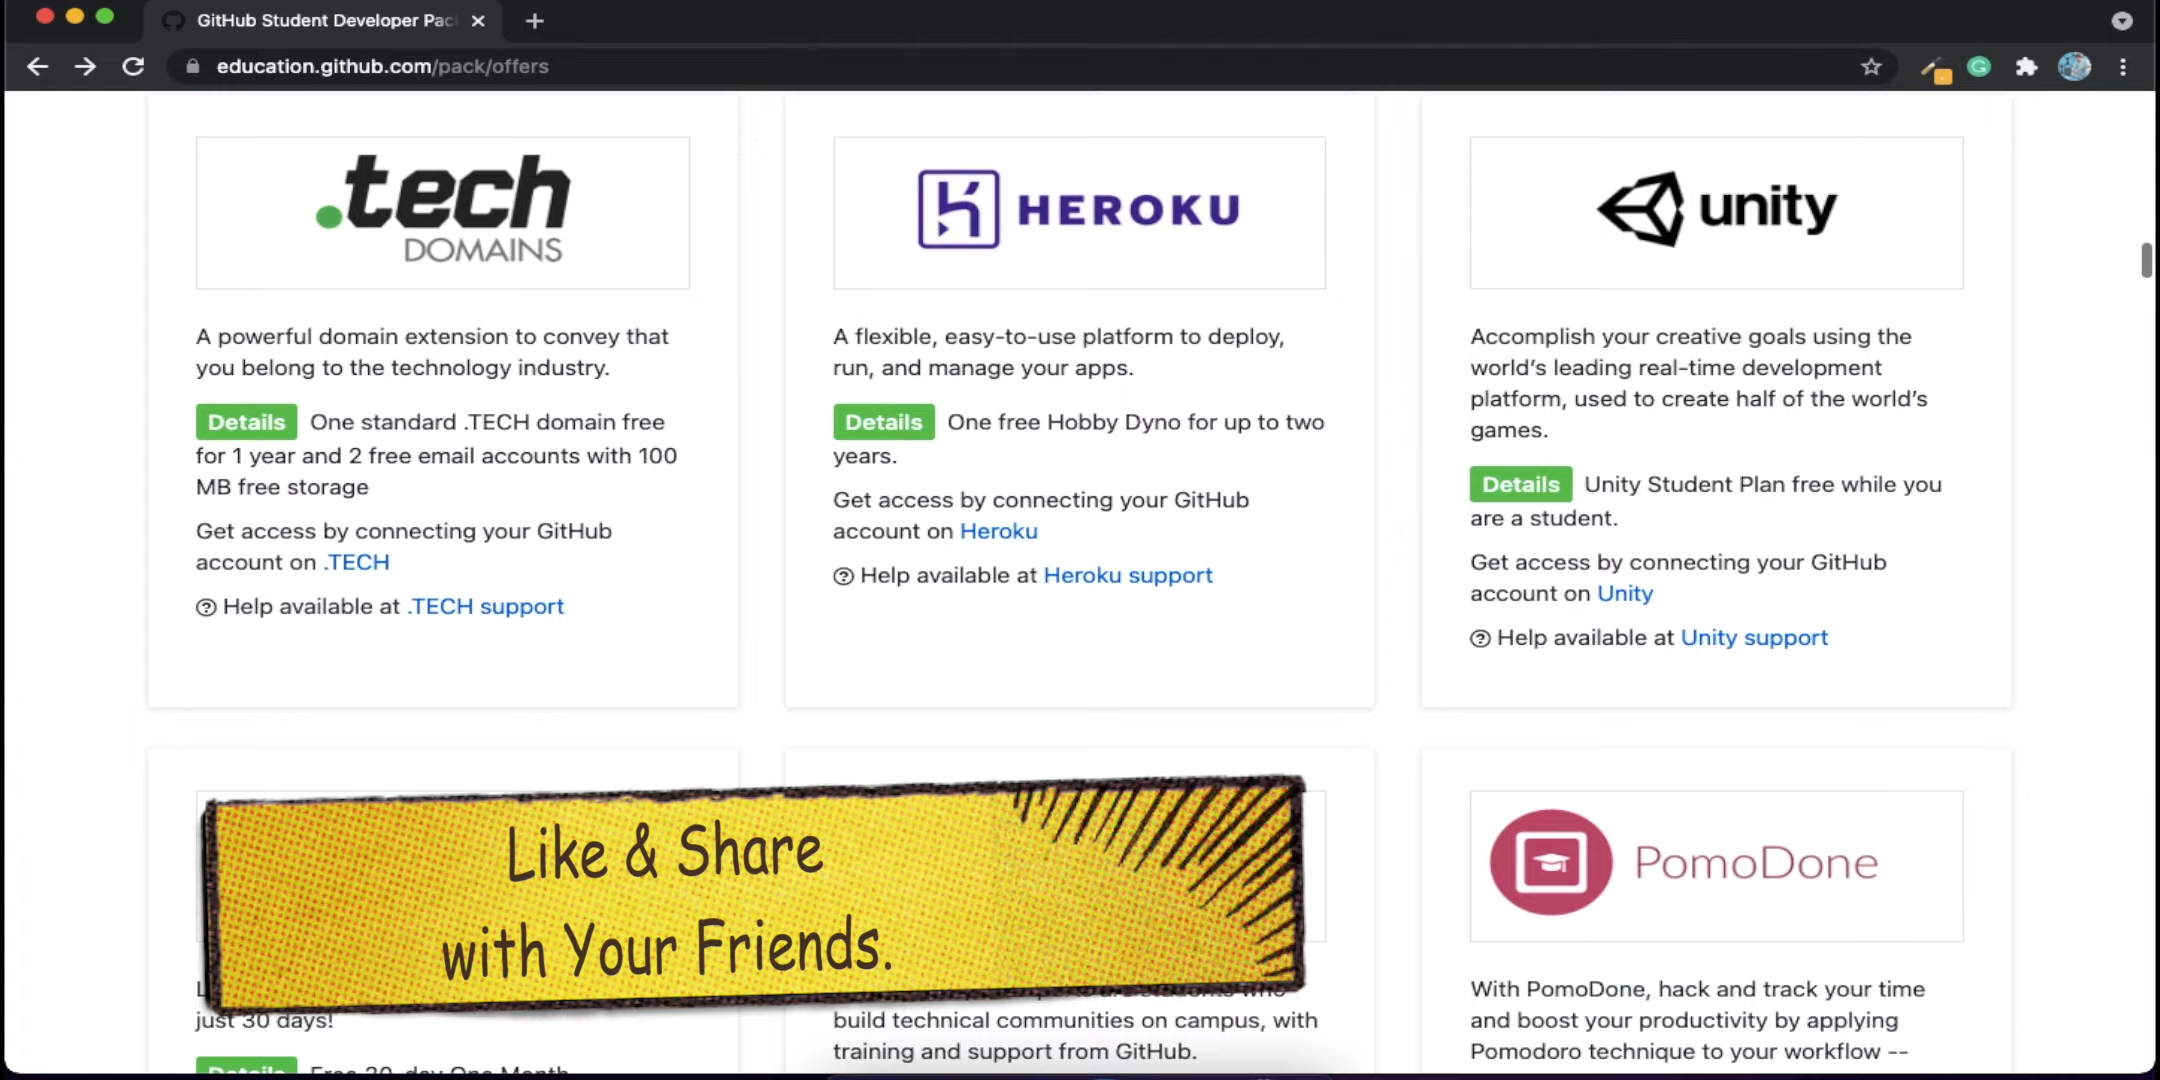 GitHub Student Developer Pac
education.github.com/pack/offers
.tech
DOMAINS
A powerful domain extension to convey that
you belong to the technology industry.
Details One standard .TECH domain free
for 1 year and 2 free email accounts with 100
MB free storage
Get access by connecting your GitHub
account on .TECH
Help available at .TECH support
HEROKU
A flexible, easy-to-use platform to deploy,
run, and manage your apps.
Details One free Hobby Dyno for up to two
years.
Get access by connecting your GitHub
account on Heroku
Help available at Heroku support
unity
Accomplish your creative goals using the
world’s leading real-time development
platform, used to create half of the world’s
games.
Details Unity Student Plan free while you
are a student.
Get access by connecting your GitHub
account on Unity
Help available at Unity support
Like & Share
with Your Friends.
just 30 days!
Details Free 30-day One Month
build technical communities on campus, with
training and support from GitHub.
PomoDone
With PomoDone, hack and track your time
and boost your productivity by applying
Pomodoro technique to your workflow --